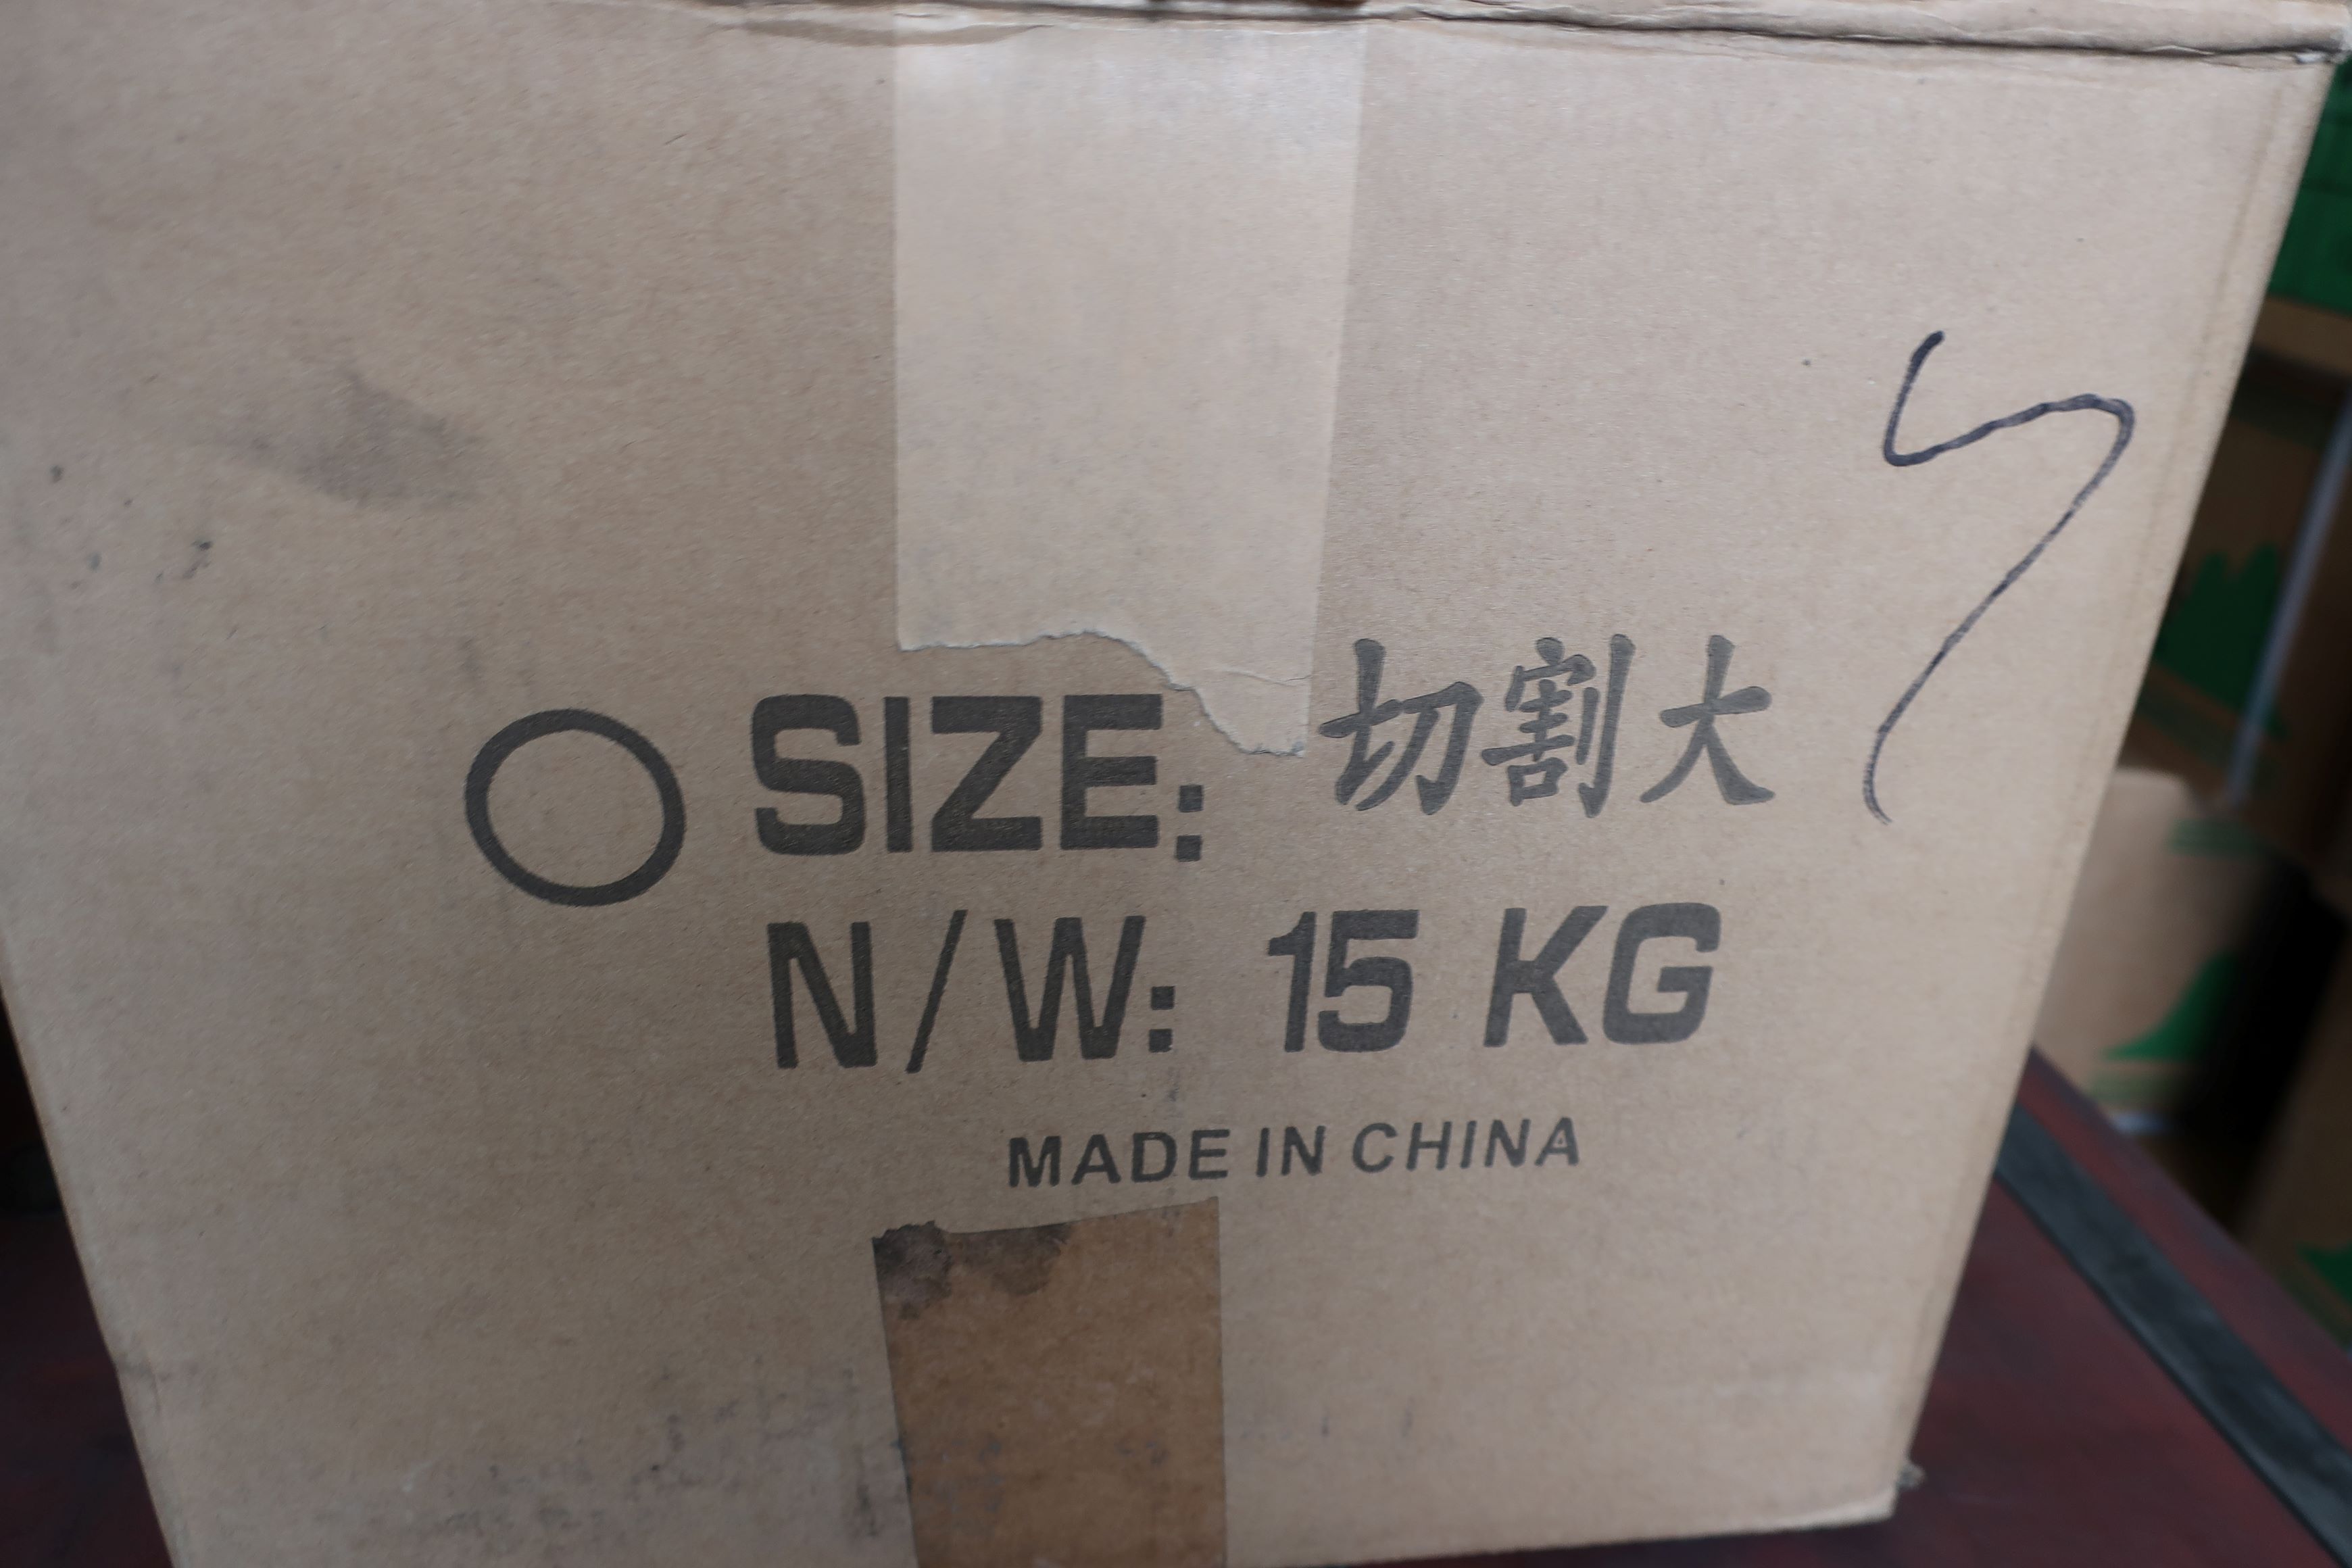 SIZE: 切割大
N/W: 15 KG
MADE IN CHINA